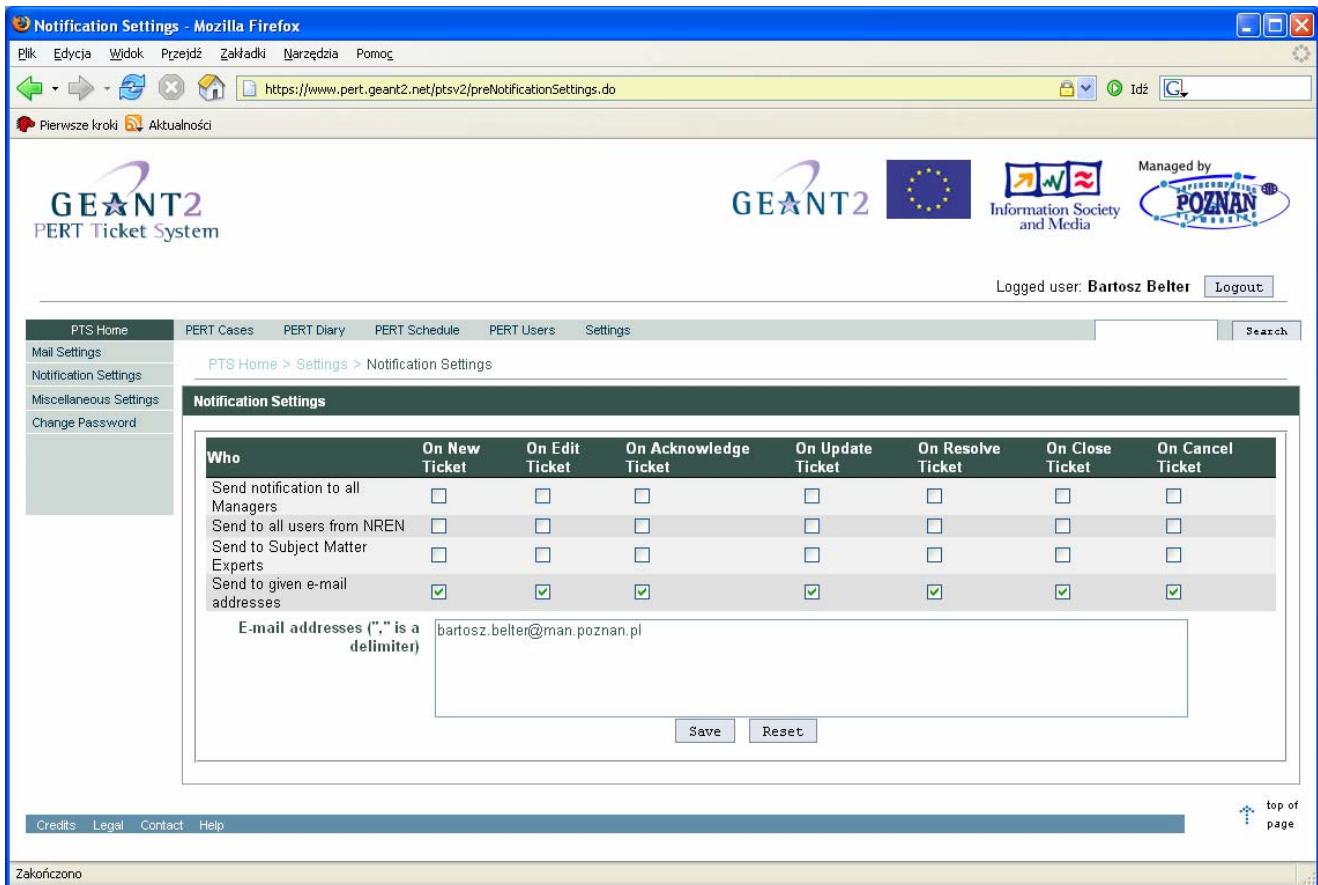 Notification Settings - Mozilla Firefox
Plik Edycja Widok Przejdź Zakładki Narzędzia Pomoc
https://www.pert.geant2.net/ptsv2/preNotificationSettings.do
Idź
Pierwsze kroki Aktualności
GEANT2
PERT Ticket System
GEANT2
Information Society
and Media
Managed by
POZNAŃ
Logged user: Bartosz Belter Logout
PTS Home PERT Cases PERT Diary PERT Schedule PERT Users Settings Search
Mail Settings
Notification Settings
Miscellaneous Settings
Change Password
PTS Home > Settings > Notification Settings
Notification Settings
Who On New Ticket On Edit Ticket On Acknowledge Ticket On Update Ticket On Resolve Ticket On Close Ticket On Cancel Ticket
Send notification to all
Managers
Send to all users from NREN
Send to Subject Matter
Experts
Send to given e-mail
addresses
E-mail addresses ("," is a
delimiter)
bartosz.belter@man.poznan.pl
Save Reset
top of
page
Credits Legal Contact Help
Zakończono